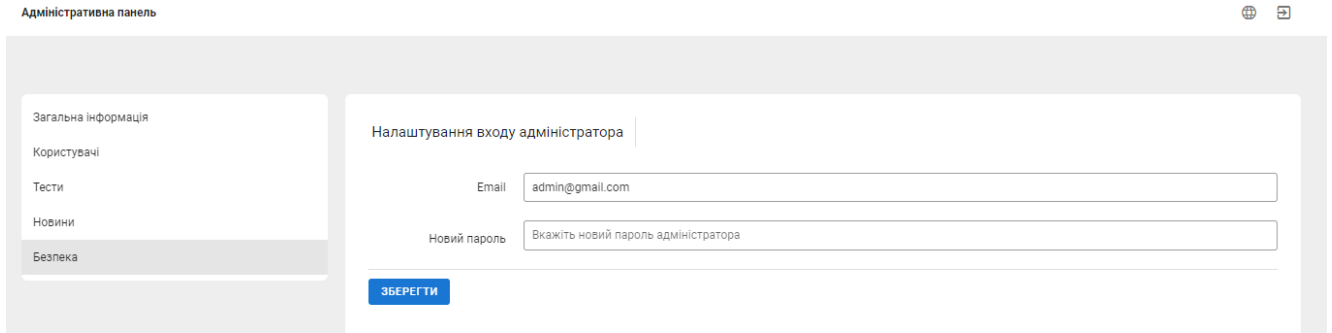 Адміністративна панель
Загальна інформація
Користувачі
Тести
Новини
Безпека
Налаштування входу адміністратора
Email admin@gmail.com
Новий пароль Вкажіть новий пароль адміністратора
ЗБЕРЕГТИ